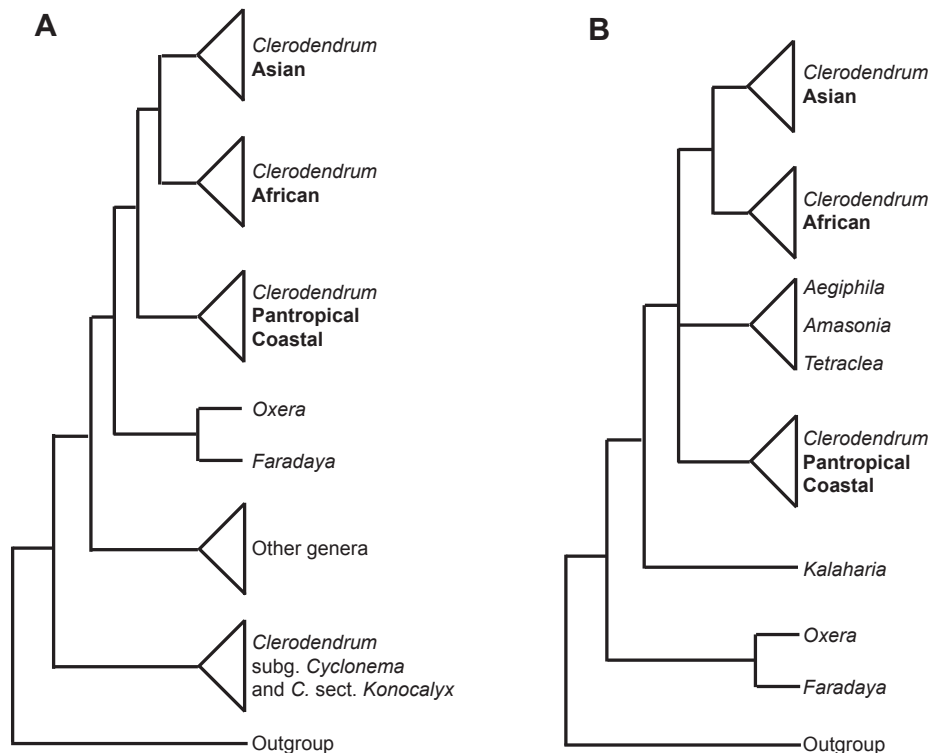 A
Clerodendrum
Asian
Clerodendrum
African
Clerodendrum
Pantropical
Coastal
Oxera
Faradaya
Other genera
Clerodendrum
subg. Cyclonema
and C. sect. Konocalyx
Outgroup
B
Clerodendrum
Asian
Clerodendrum
African
Aegiphila
Amasonia
Tetraclea
Clerodendrum
Pantropical
Coastal
Kalaharia
Oxera
Faradaya
Outgroup